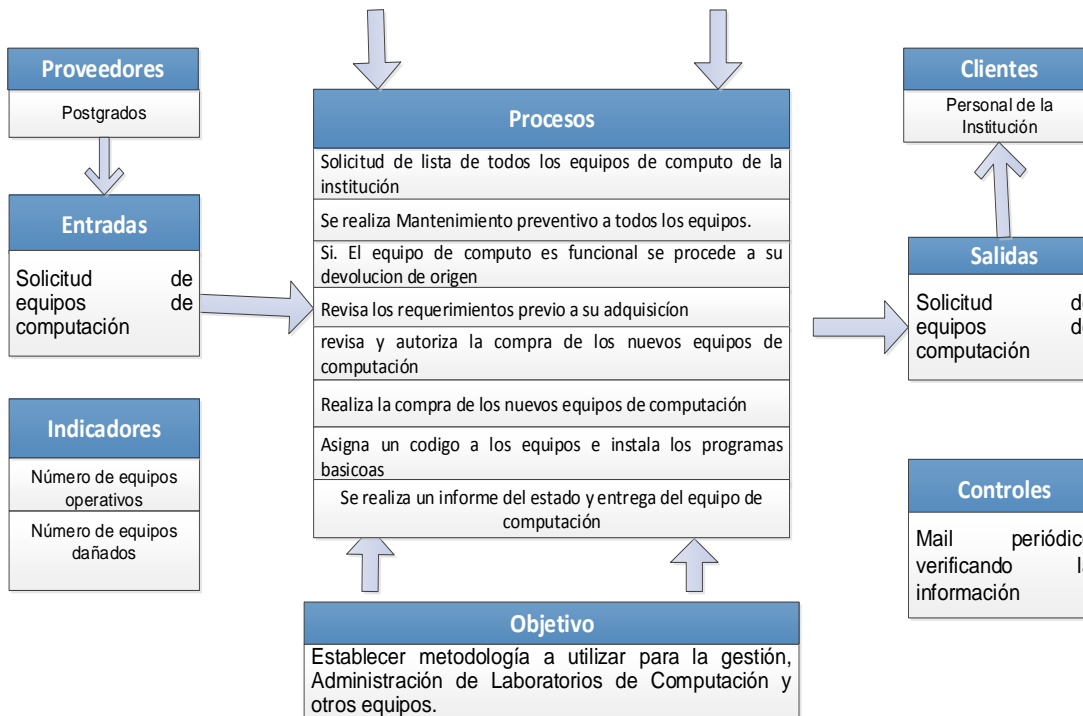 Proveedores
Postgrados
Entradas
Solicitud de
equipos de
computación
Indicadores
Número de equipos
operativos
Número de equipos
dañados
Procesos
Solicitud de lista de todos los equipos de computo de la
institución
Se realiza Mantenimiento preventivo a todos los equipos.
Si. El equipo de computo es funcional se procede a su
devolucion de origen
Revisa los requerimientos previo a su adquisicíon
revisa y autoriza la compra de los nuevos equipos de
computación
Realiza la compra de los nuevos equipos de computación
Asigna un codigo a los equipos e instala los programas
basicoas
Se realiza un informe del estado y entrega del equipo de
computación
Objetivo
Establecer metodología a utilizar para la gestión,
Administración de Laboratorios de Computación y
otros equipos.
Clientes
Personal de la
Institución
Salidas
Solicitud de
equipos de
computación
Controles
Mail periódico
verificando la
información